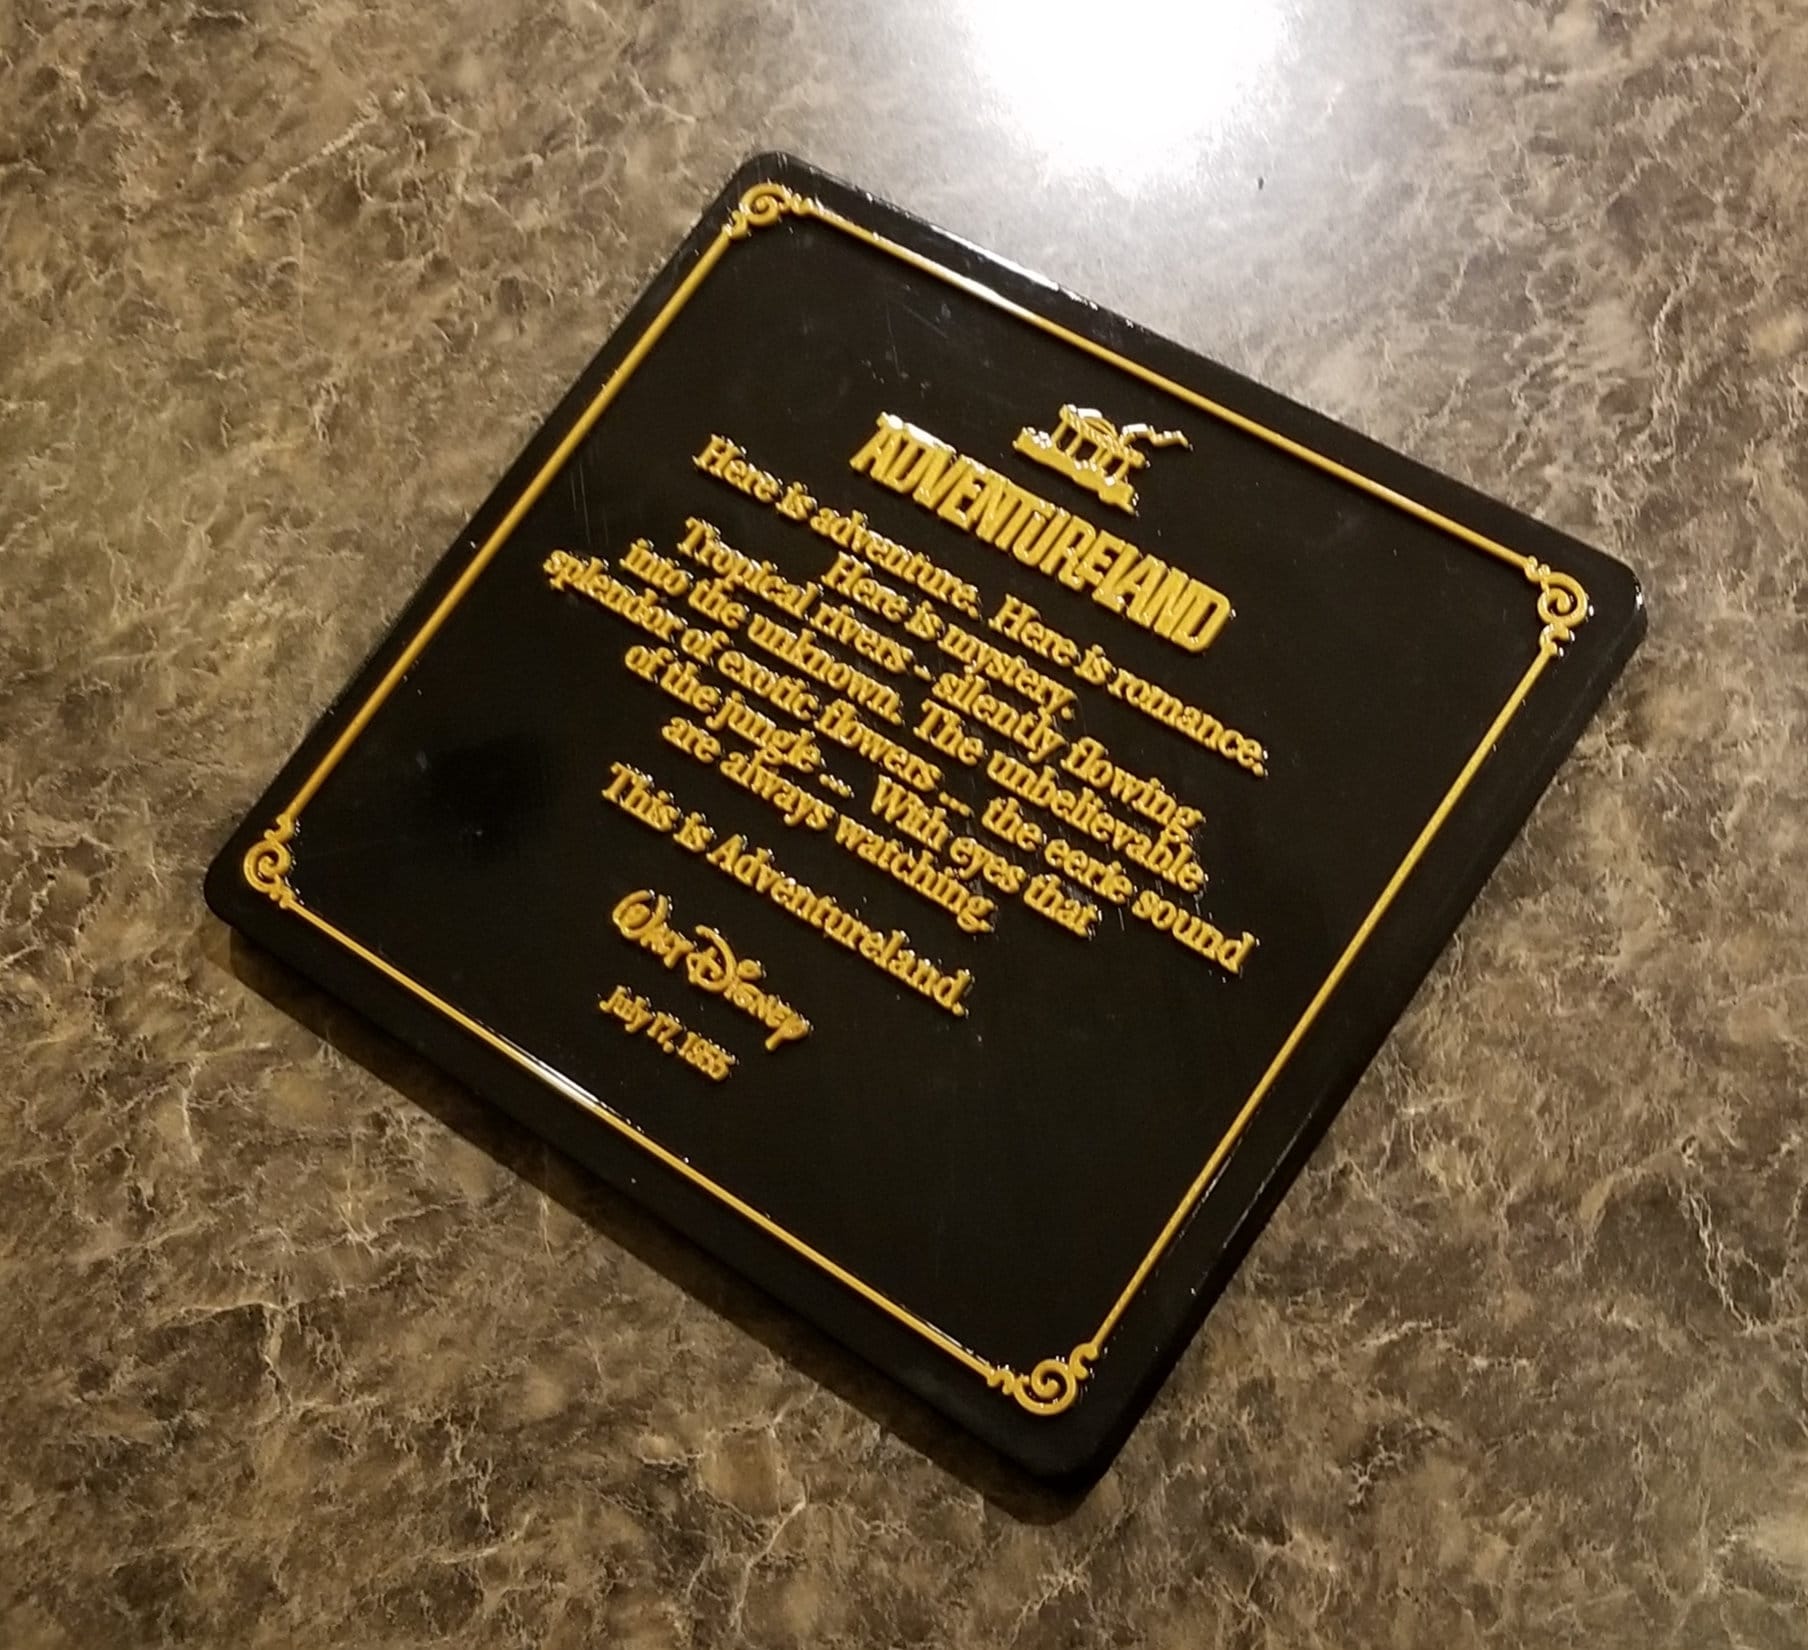 ADVENTURELAND
Here is adventure. Here is romance.
Here is mystery.
Tropical rivers - silently flowing
into the unknown. The unbelievable
splendor of exotic flowers ... the eerie sound
of the jungle ... With eyes that
are always watching.
This is Adventureland.
WALT DISNEY
July 17, 1955